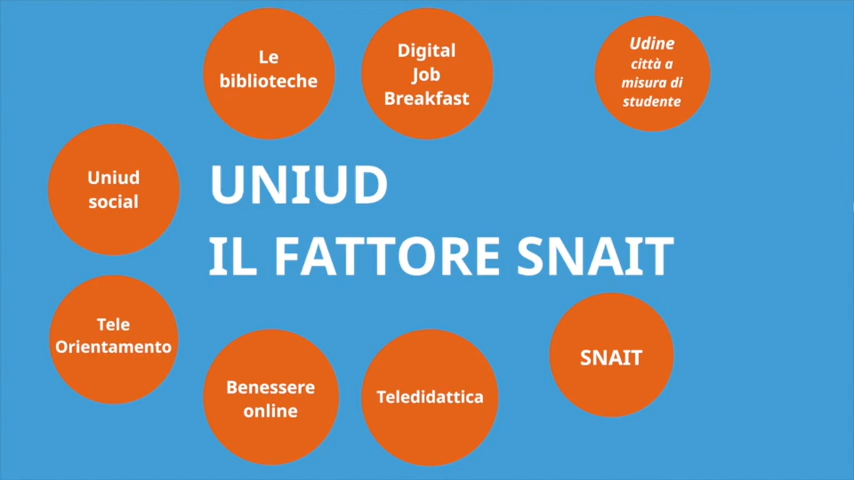 Le
biblioteche
Digital
Job
Breakfast
Udine
città a
misura di
studente
Uniud
social
UNIUD
IL FATTORE SNAIT
Tele
Orientamento
Benessere
online
Teledidattica
SNAIT